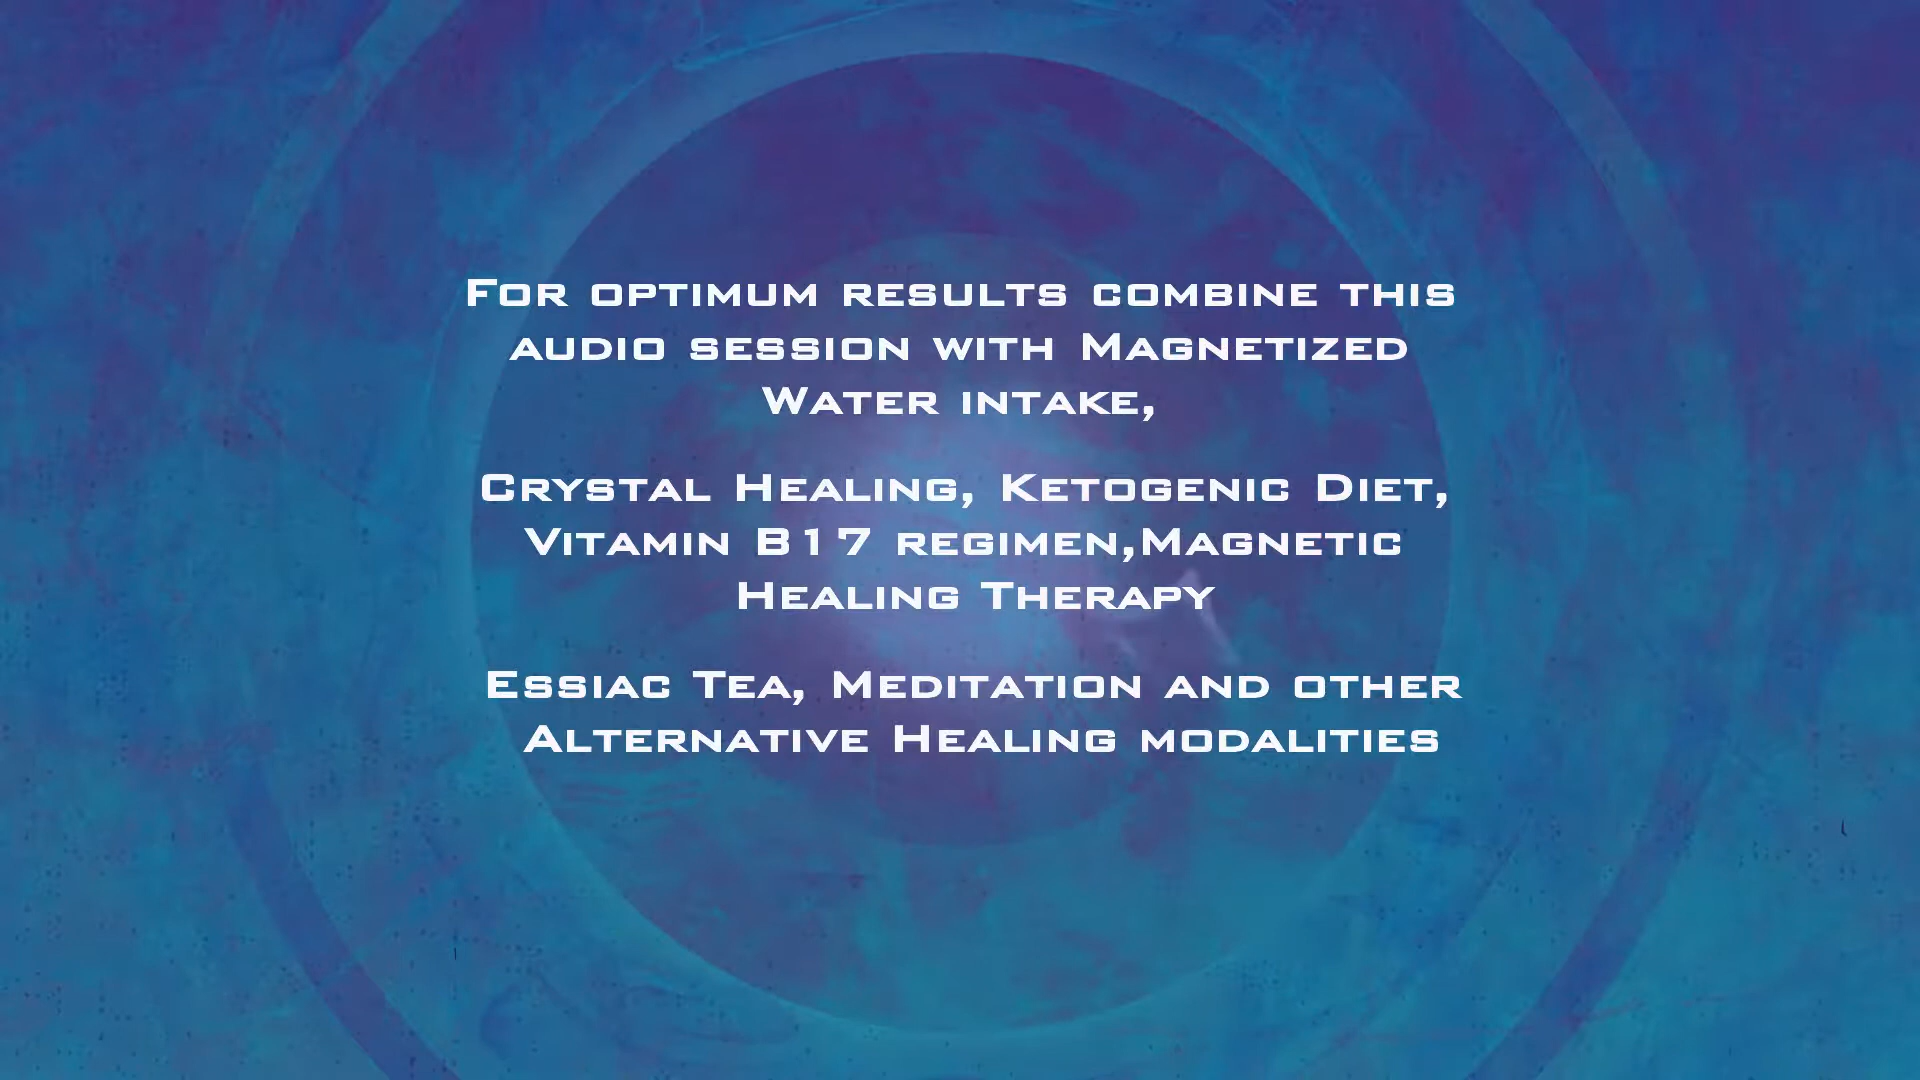 For optimum results combine this
audio session with Magnetized
Water intake,
Crystal Healing, Ketogenic Diet,
Vitamin B17 regimen,Magnetic
Healing Therapy
Essiac Tea, Meditation and other
Alternative Healing modalities